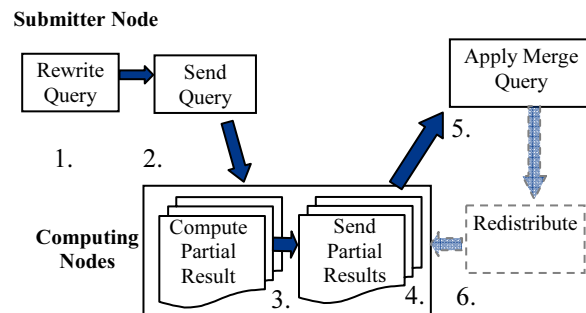 Submitter Node
Rewrite
Query
Send
Query
Apply Merge
Query
1.
2.
5.
Computing
Nodes
Compute
Partial
Result
3.
Send
Partial
Results
4.
Redistribute
6.